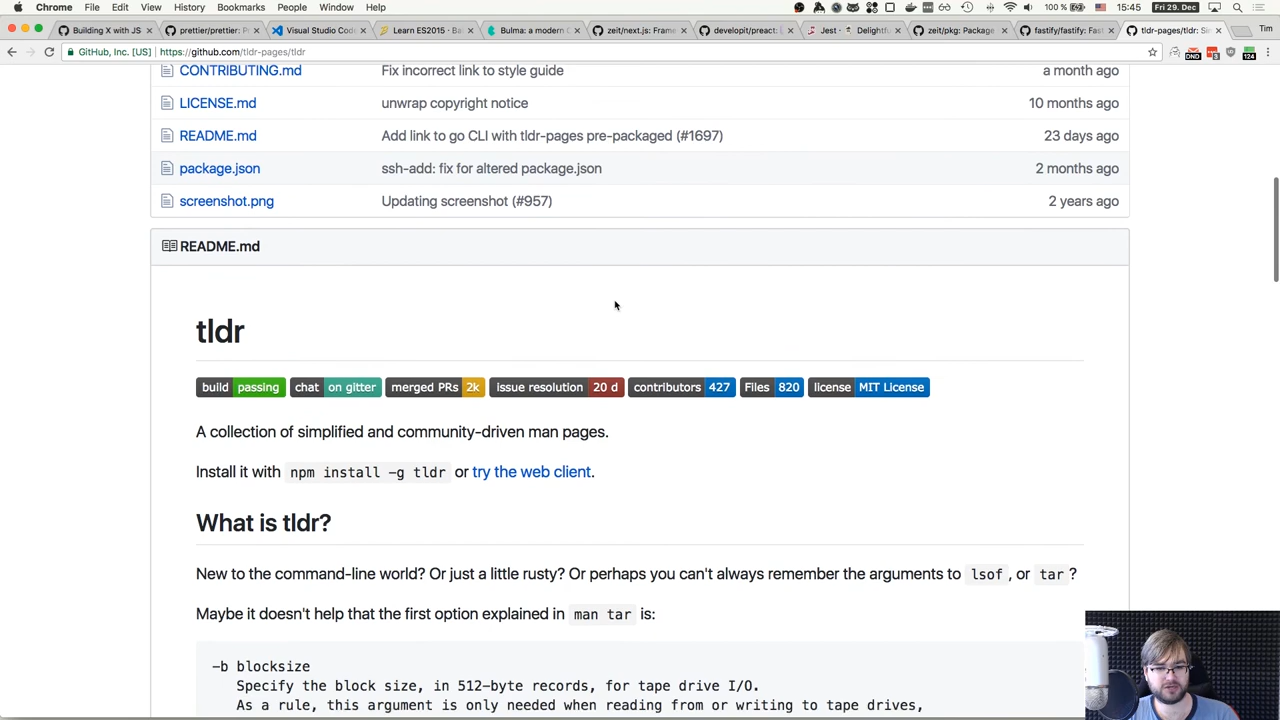 Chrome File Edit View History Bookmarks People Window Help 100 % Fri 29. Dec 15:45
Building X with JS prettier/prettier: Pr Visual Studio Code Learn ES2015 · Ba Bulma: a modern C zeit/next.js: Frame developit/preact: Jest · Delightfu zeit/pkg: Package fastify/fastify: Fast tldr-pages/tldr: Si Tim
GitHub, Inc. [US] https://github.com/tldr-pages/tldr
CONTRIBUTING.md Fix incorrect link to style guide a month ago
LICENSE.md unwrap copyright notice 10 months ago
README.md Add link to go CLI with tldr-pages pre-packaged (#1697) 23 days ago
package.json ssh-add: fix for altered package.json 2 months ago
screenshot.png Updating screenshot (#957) 2 years ago
README.md
tldr
build passing chat on gitter merged PRs 2k issue resolution 20 d contributors 427 Files 820 license MIT License
A collection of simplified and community-driven man pages.
Install it with npm install -g tldr or try the web client.
What is tldr?
New to the command-line world? Or just a little rusty? Or perhaps you can't always remember the arguments to lsof, or tar?
Maybe it doesn't help that the first option explained in man tar is:
-b blocksize
Specify the block size, in 512-byte records, for tape drive I/O.
As a rule, this argument is only needed when reading from or writing to tape drives,